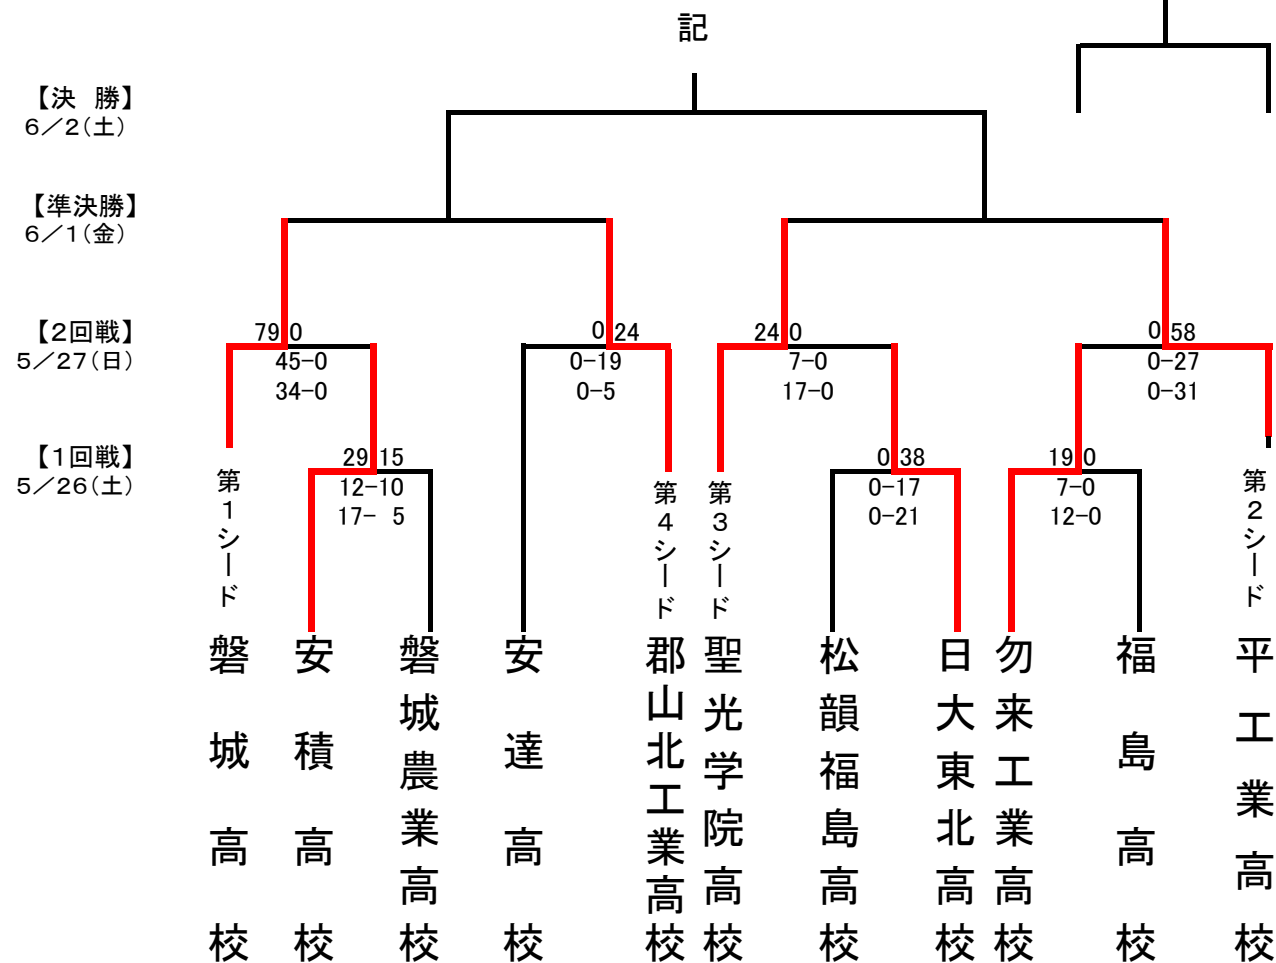 記
【決　勝】
6／2(土)
【準決勝】
6／1(金)
【2回戦】
5／27(日)
79 0
45-0
34-0
0 24
0-19
0-5
24 0
7-0
17-0
0 58
0-27
0-31
【1回戦】
5／26(土)
29 15
12-10
17- 5
0 38
0-17
0-21
19 0
7-0
12-0
第1シード
第4シード
第3シード
第2シード
磐城高校
安積高校
磐城農業高校
安達高校
郡山北工業高校
聖光学院高校
松韻福島高校
日大東北高校
勿来工業高校
福島高校
平工業高校